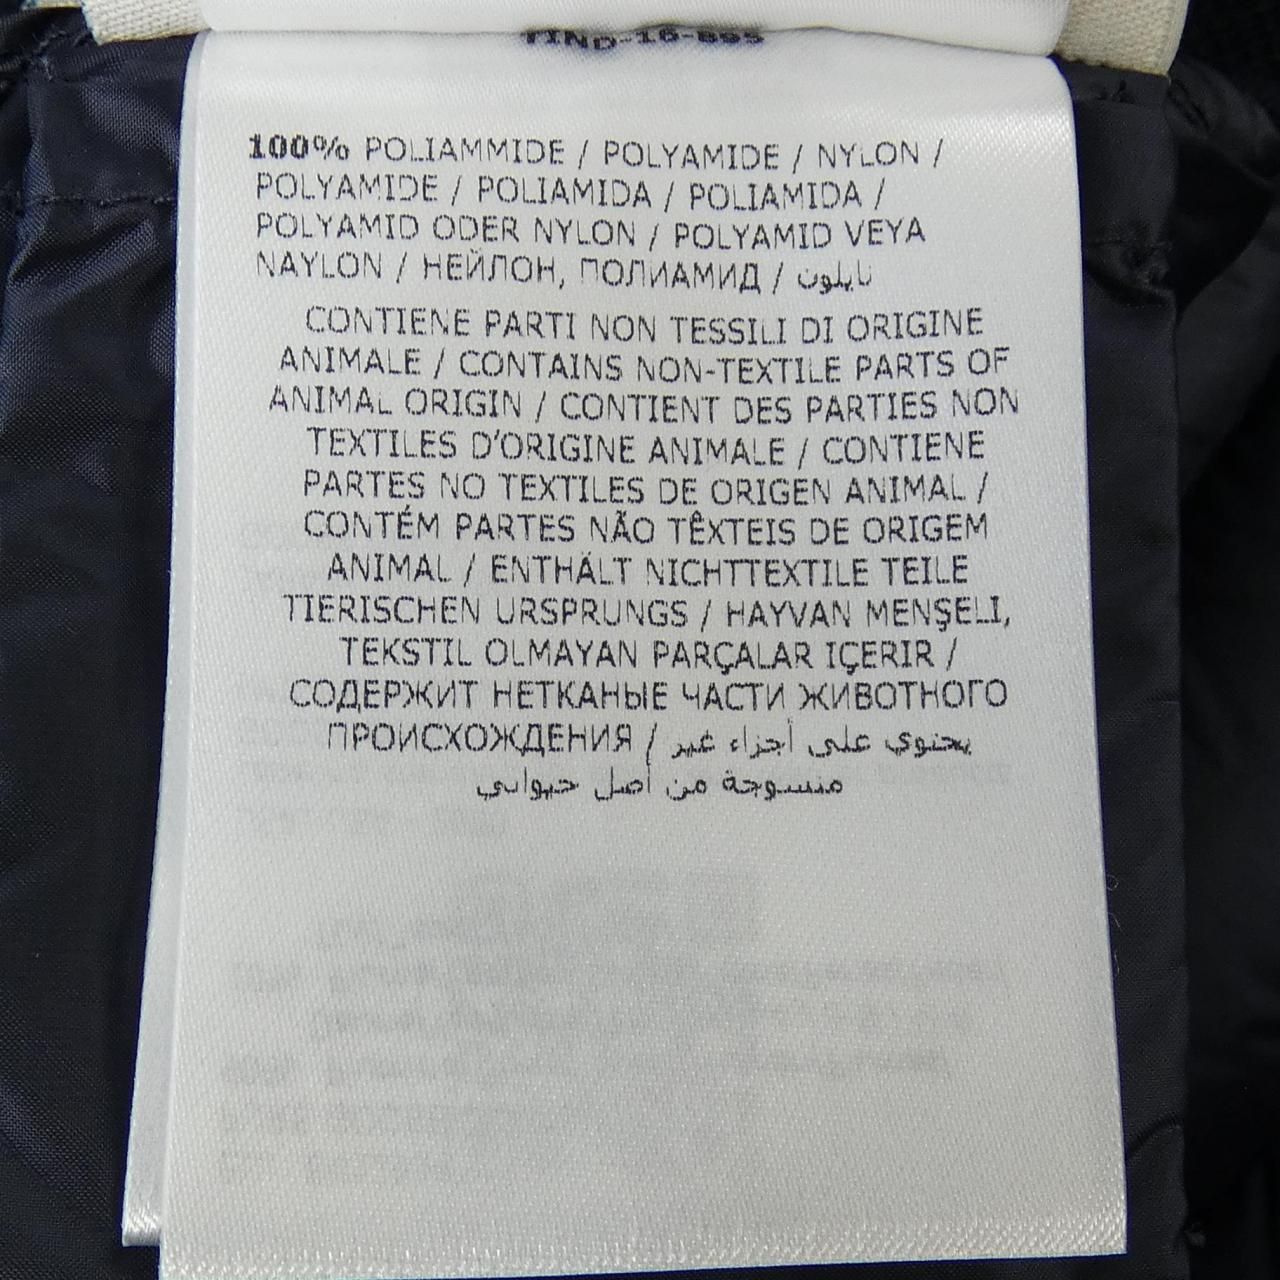 100% POLIAMMIDE / POLYAMIDE / NYLON /
POLYAMIDE / POLIAMIDA / POLIAMIDA /
POLYAMID ODER NYLON / POLYAMID VEYA
NAYLON / НЕЙЛОН, ПОЛИАМИД / نايلون
CONTIENE PARTI NON TESSILI DI ORIGINE
ANIMALE / CONTAINS NON-TEXTILE PARTS OF
ANIMAL ORIGIN / CONTIENT DES PARTIES NON
TEXTILES D'ORIGINE ANIMALE / CONTIENE
PARTES NO TEXTILES DE ORIGEN ANIMAL /
CONTÉM PARTES NÃO TÊXTEIS DE ORIGEM
ANIMAL / ENTHÄLT NICHTTEXTILE TEILE
TIERISCHEN URSPRUNGS / HAYVAN MENŞELI,
TEKSTIL OLMAYAN PARÇALAR IÇERIR /
СОДЕРЖИТ НЕТКАНЫЕ ЧАСТИ ЖИВОТНОГО
ПРОИСХОЖДЕНИЯ / يحتوي على أجزاء غير
منسوجة من أصل حيواني